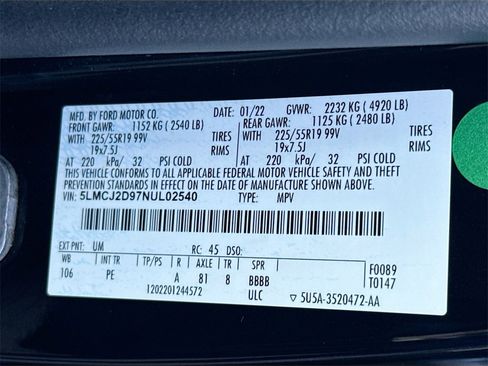 MFD. BY FORD MOTOR CO. DATE: 01/22 GVWR: 2232 KG (4920 LB)
FRONT GAWR: 1152 KG (2540 LB) REAR GAWR: 1125 KG (2480 LB)
WITH 225/55R19 99V TIRES WITH 225/55R19 99V TIRES
19x7.5J RIMS 19x7.5J RIMS
AT 220 kPa/ 32 PSI COLD AT 220 kPa/ 32 PSI COLD
THIS VEHICLE CONFORMS TO ALL APPLICABLE FEDERAL MOTOR VEHICLE SAFETY AND THEFT
PREVENTION STANDARDS IN EFFECT ON THE DATE OF MANUFACTURE SHOWN ABOVE.
VIN: 5LMCJ2D97NUL02540 TYPE: MPV
EXT PNT: UM RC: 45 DSO:
WB INT TR TP/PS R AXLE TR SPR F0089
106 PE A 81 8 BBBB T0147
1202201244572 ULC 5U5A-3520472-AA